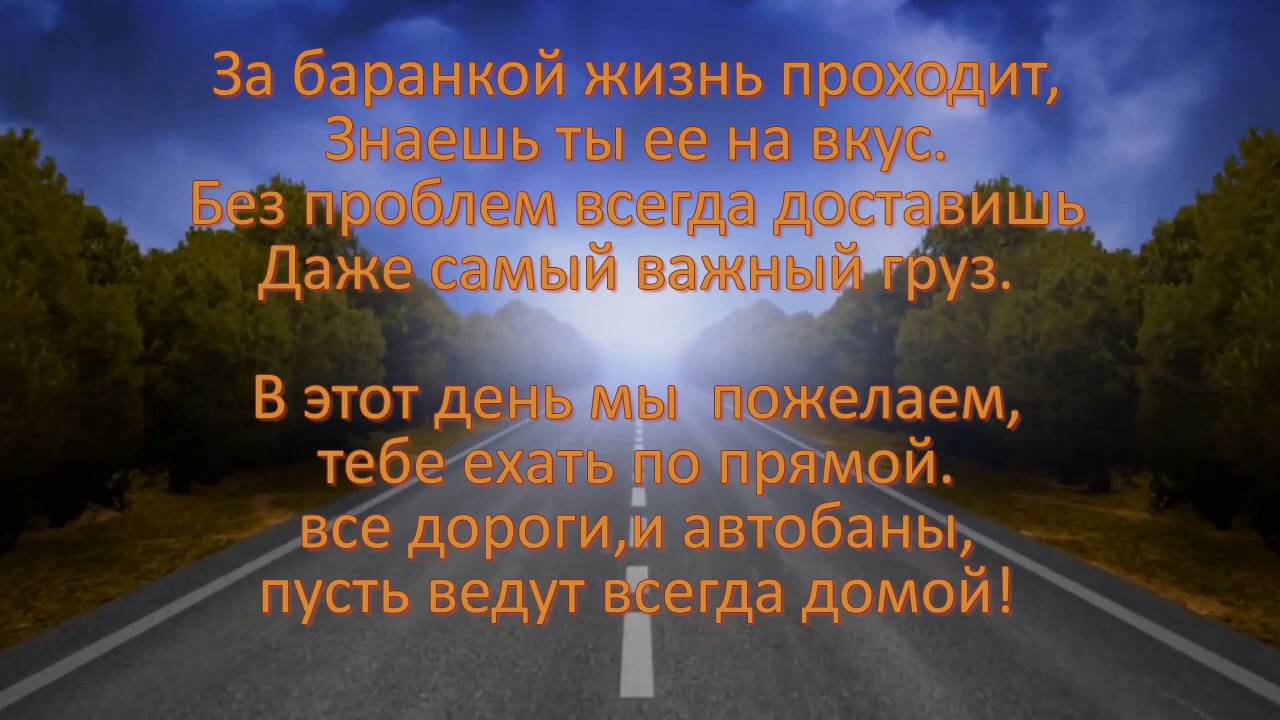 За баранкой жизнь проходит,
Знаешь ты ее на вкус.
Без проблем всегда доставишь
Даже самый важный груз.
В этот день мы  пожелаем,
тебе ехать по прямой.
все дороги,и автобаны,
пусть ведут всегда домой!